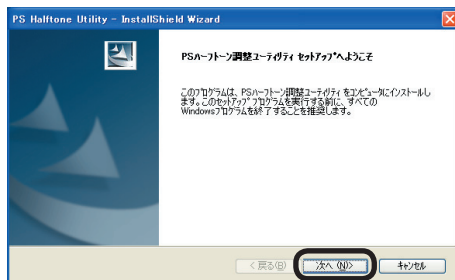 PS Halftone Utility - InstallShield Wizard
PSハーフトーン調整ユーティリティ セットアップへようこそ
このプログラムは、PSハーフトーン調整ユーティリティ をコンピュータにインストールし
ます。このセットアップ プログラムを実行する前に、すべての
Windowsプログラムを終了することを推奨します。
< 戻る(B)
次へ (N)>
キャンセル